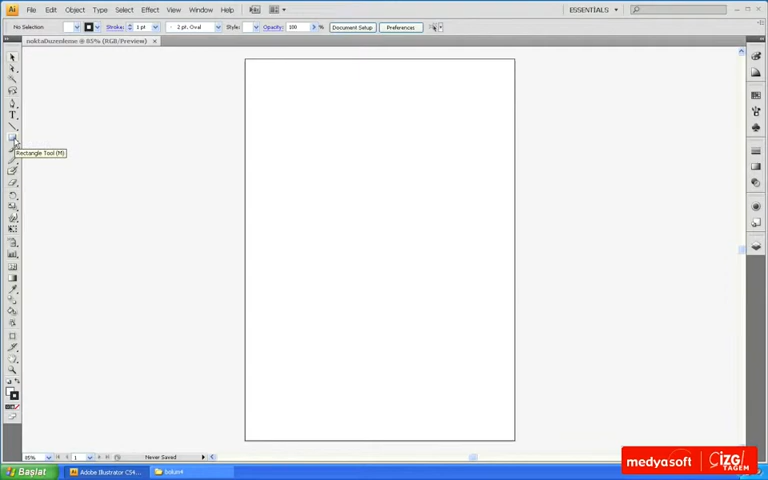 Ai File Edit Object Type Select Effect View Window Help
ESSENTIALS
No Selection Stroke: 1 pt 2 pt. Oval Style: Opacity: 100 % Document Setup Preferences
noktaDuzenleme @ 85% (RGB/Preview)
T
Rectangle Tool (M)
85% 1 Never Saved
Başlat Ai Adobe Illustrator CS4... bolum4
medyasoft
ÇİZGİ
TAGEM